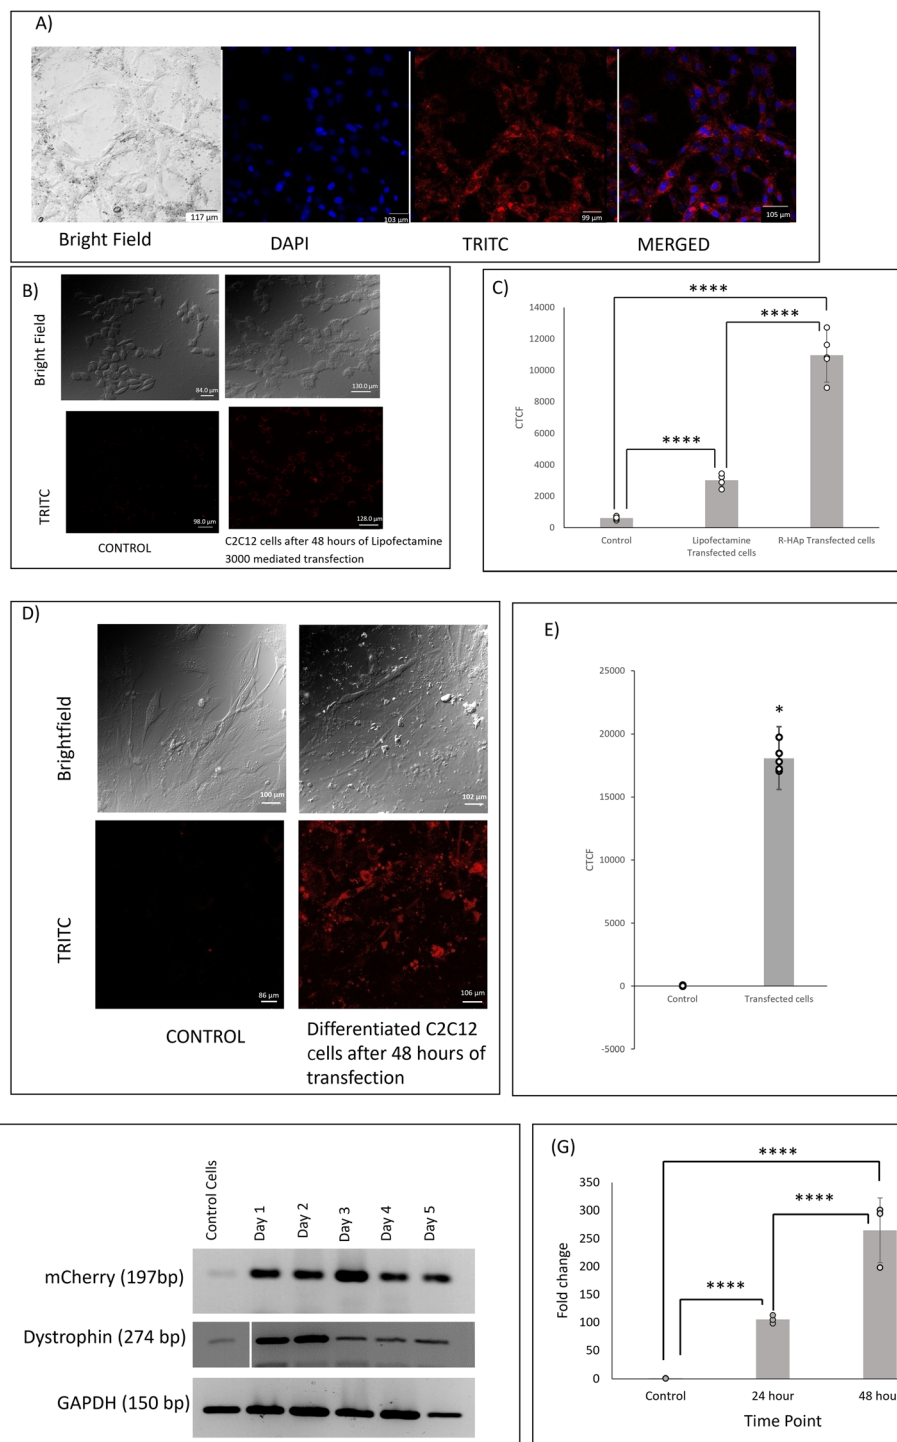 A)
117 µm
103 µm
99 µm
105 µm
Bright Field
DAPI
TRITC
MERGED
B)
Bright Field
84.0 µm
130.0 µm
TRITC
98.0 µm
128.0 µm
CONTROL
C2C12 cells after 48 hours of Lipofectamine
3000 mediated transfection
C)
****
****
****
14000
12000
10000
8000
6000
4000
2000
0
CTCF
Control
Lipofectamine
Transfected cells
R-HAp Transfected cells
D)
Brightfield
100 µm
102 µm
TRITC
86 µm
106 µm
CONTROL
Differentiated C2C12
cells after 48 hours of
transfection
E)
25000
20000
15000
10000
5000
0
-5000
CTCF
*
Control
Transfected cells
Control Cells
Day 1
Day 2
Day 3
Day 4
Day 5
mCherry (197bp)
Dystrophin (274 bp)
GAPDH (150 bp)
(G)
****
****
****
350
300
250
200
150
100
50
0
Fold change
Control
24 hour
48 hou
Time Point